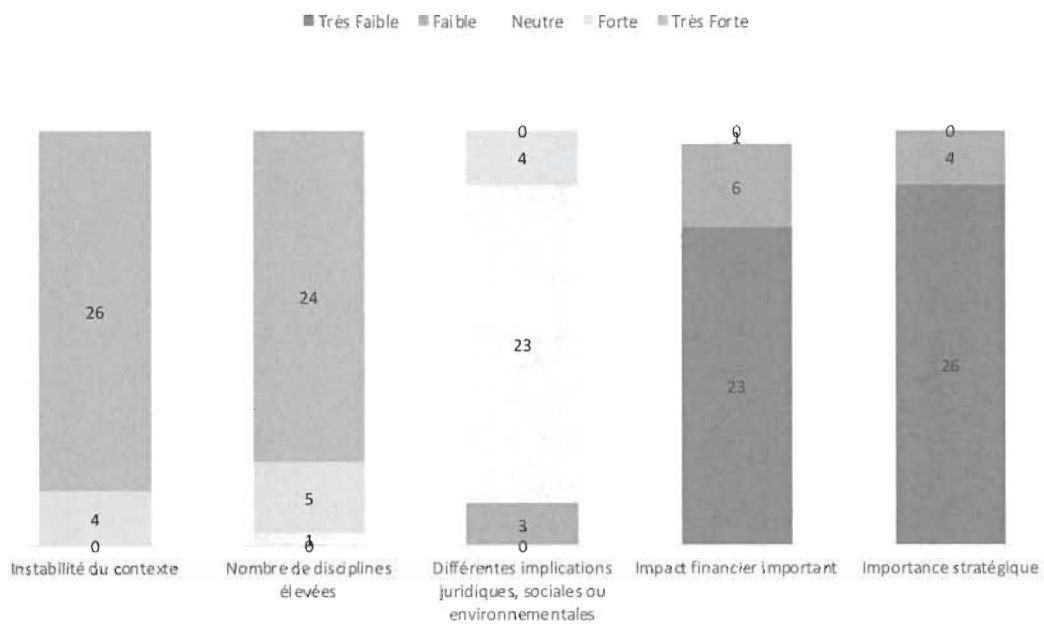 Très Faible Faible Neutre Forte Très Forte
26
4
0
24
5
1
0
0
4
23
3
0
0
1
6
23
0
4
26
Instabilité du contexte
Nombre de disciplines
élevées
Différentes implications
juridiques, sociales ou
environnementales
Impact financier important
Importance stratégique